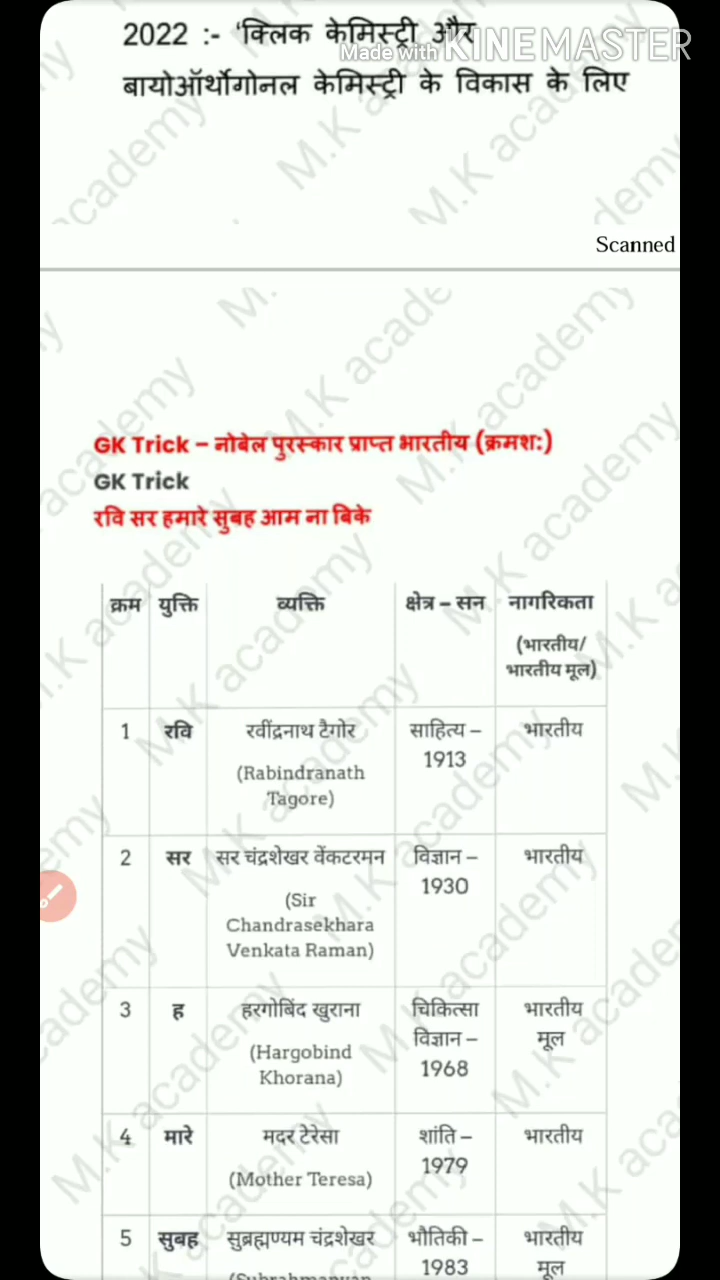 2022 :- 'क्लिक केमिस्ट्री और
Made with KINEMASTER
बायोऑर्थोगोनल केमिस्ट्री के विकास के लिए
Scanned
GK Trick – नोबेल पुरस्कार प्राप्त भारतीय (क्रमश:)
GK Trick
रवि सर हमारे सुबह आम ना बिके
क्रम युक्ति व्यक्ति क्षेत्र – सन नागरिकता
(भारतीय/
भारतीय मूल)
1 रवि रवींद्रनाथ टैगोर साहित्य – भारतीय
1913
(Rabindranath
Tagore)
2 सर सर चंद्रशेखर वेंकटरमन विज्ञान – भारतीय
1930
(Sir
Chandrasekhara
Venkata Raman)
3 ह हरगोबिंद खुराना चिकित्सा भारतीय
विज्ञान – मूल
(Hargobind
1968
Khorana)
4 मारे मदर टेरेसा शांति – भारतीय
1979
(Mother Teresa)
5 सुबह सुब्रह्मण्यम चंद्रशेखर भौतिकी – भारतीय
1983 मूल
M.K academy